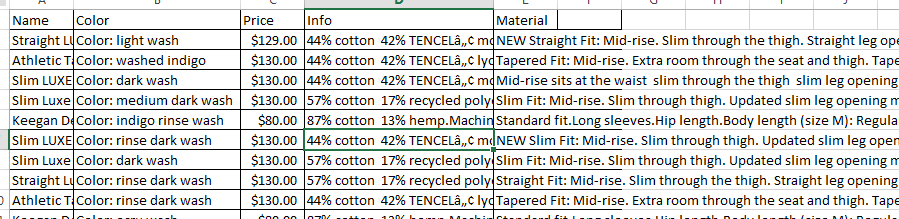 Name Color Price Info Material
Straight LU Color: light wash $129.00 44% cotton 42% TENCELâ„¢ mo NEW Straight Fit: Mid-rise. Slim through the thigh. Straight leg ope
Athletic Ta Color: washed indigo $130.00 44% cotton 42% TENCELâ„¢ lyc Tapered Fit: Mid-rise. Extra room through the seat and thigh. Tape
Slim LUXE Color: dark wash $130.00 44% cotton 42% TENCELâ„¢ mo Mid-rise sits at the waist slim through the thigh slim leg opening
Slim Luxe Color: medium dark wash $130.00 57% cotton 17% recycled poly Slim Fit: Mid-rise. Slim through thigh. Updated slim leg opening m
Keegan De Color: indigo rinse wash $80.00 87% cotton 13% hemp.Machin Standard fit.Long sleeves.Hip length.Body length (size M): Regula
Slim LUXE Color: rinse dark wash $130.00 44% cotton 42% TENCELâ„¢ mo NEW Slim Fit: Mid-rise. Slim through thigh. Updated slim leg open
Slim Luxe Color: dark wash $130.00 57% cotton 17% recycled poly Slim Fit: Mid-rise. Slim through thigh. Updated slim leg opening m
Straight Lu Color: rinse dark wash $130.00 57% cotton 17% recycled poly Straight Fit: Mid-rise. Slim through the thigh. Straight leg opening
Athletic Ta Color: rinse dark wash $130.00 44% cotton 42% TENCELâ„¢ lyc Tapered Fit: Mid-rise. Extra room through the seat and thigh. Tape